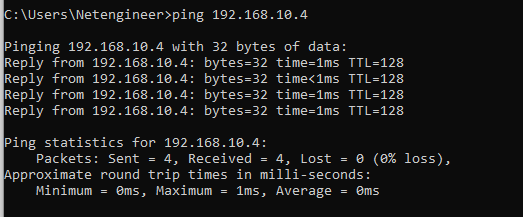 C:\Users\Netengineer>ping 192.168.10.4
Pinging 192.168.10.4 with 32 bytes of data:
Reply from 192.168.10.4: bytes=32 time=1ms TTL=128
Reply from 192.168.10.4: bytes=32 time<1ms TTL=128
Reply from 192.168.10.4: bytes=32 time=1ms TTL=128
Reply from 192.168.10.4: bytes=32 time=1ms TTL=128
Ping statistics for 192.168.10.4:
Packets: Sent = 4, Received = 4, Lost = 0 (0% loss),
Approximate round trip times in milli-seconds:
Minimum = 0ms, Maximum = 1ms, Average = 0ms